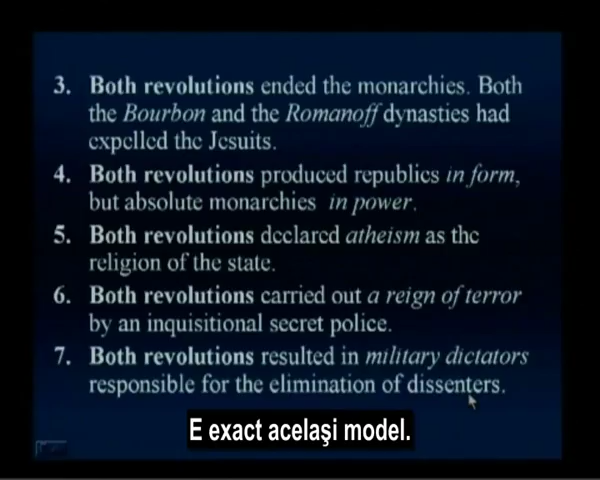 3. Both revolutions ended the monarchies. Both
the Bourbon and the Romanoff dynasties had
expelled the Jesuits.
4. Both revolutions produced republics in form,
but absolute monarchies in power.
5. Both revolutions declared atheism as the
religion of the state.
6. Both revolutions carried out a reign of terror
by an inquisitional secret police.
7. Both revolutions resulted in military dictators
responsible for the elimination of dissenters.
E exact același model.